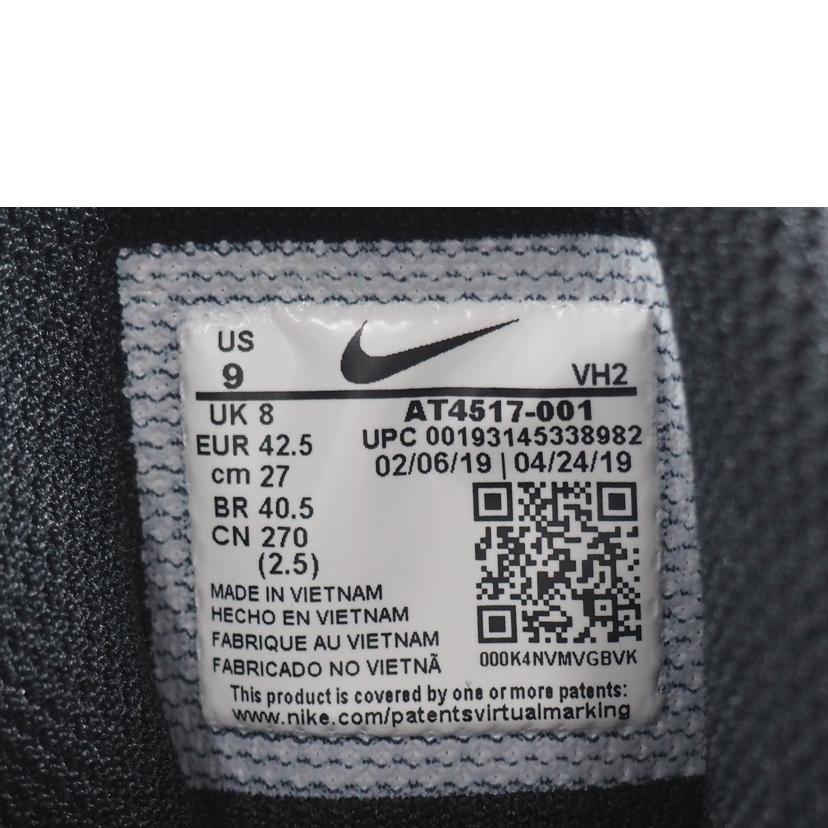 US
9
VH2
UK 8
EUR 42.5
cm 27
BR 40.5
CN 270
(2.5)
AT4517-001
UPC 00193145338982
02/06/19 | 04/24/19
000K4NVMVGBVK
MADE IN VIETNAM
HECHO EN VIETNAM
FABRIQUE AU VIETNAM
FABRICADO NO VIETNÃ
This product is covered by one or more patents:
www.nike.com/patentsvirtualmarking